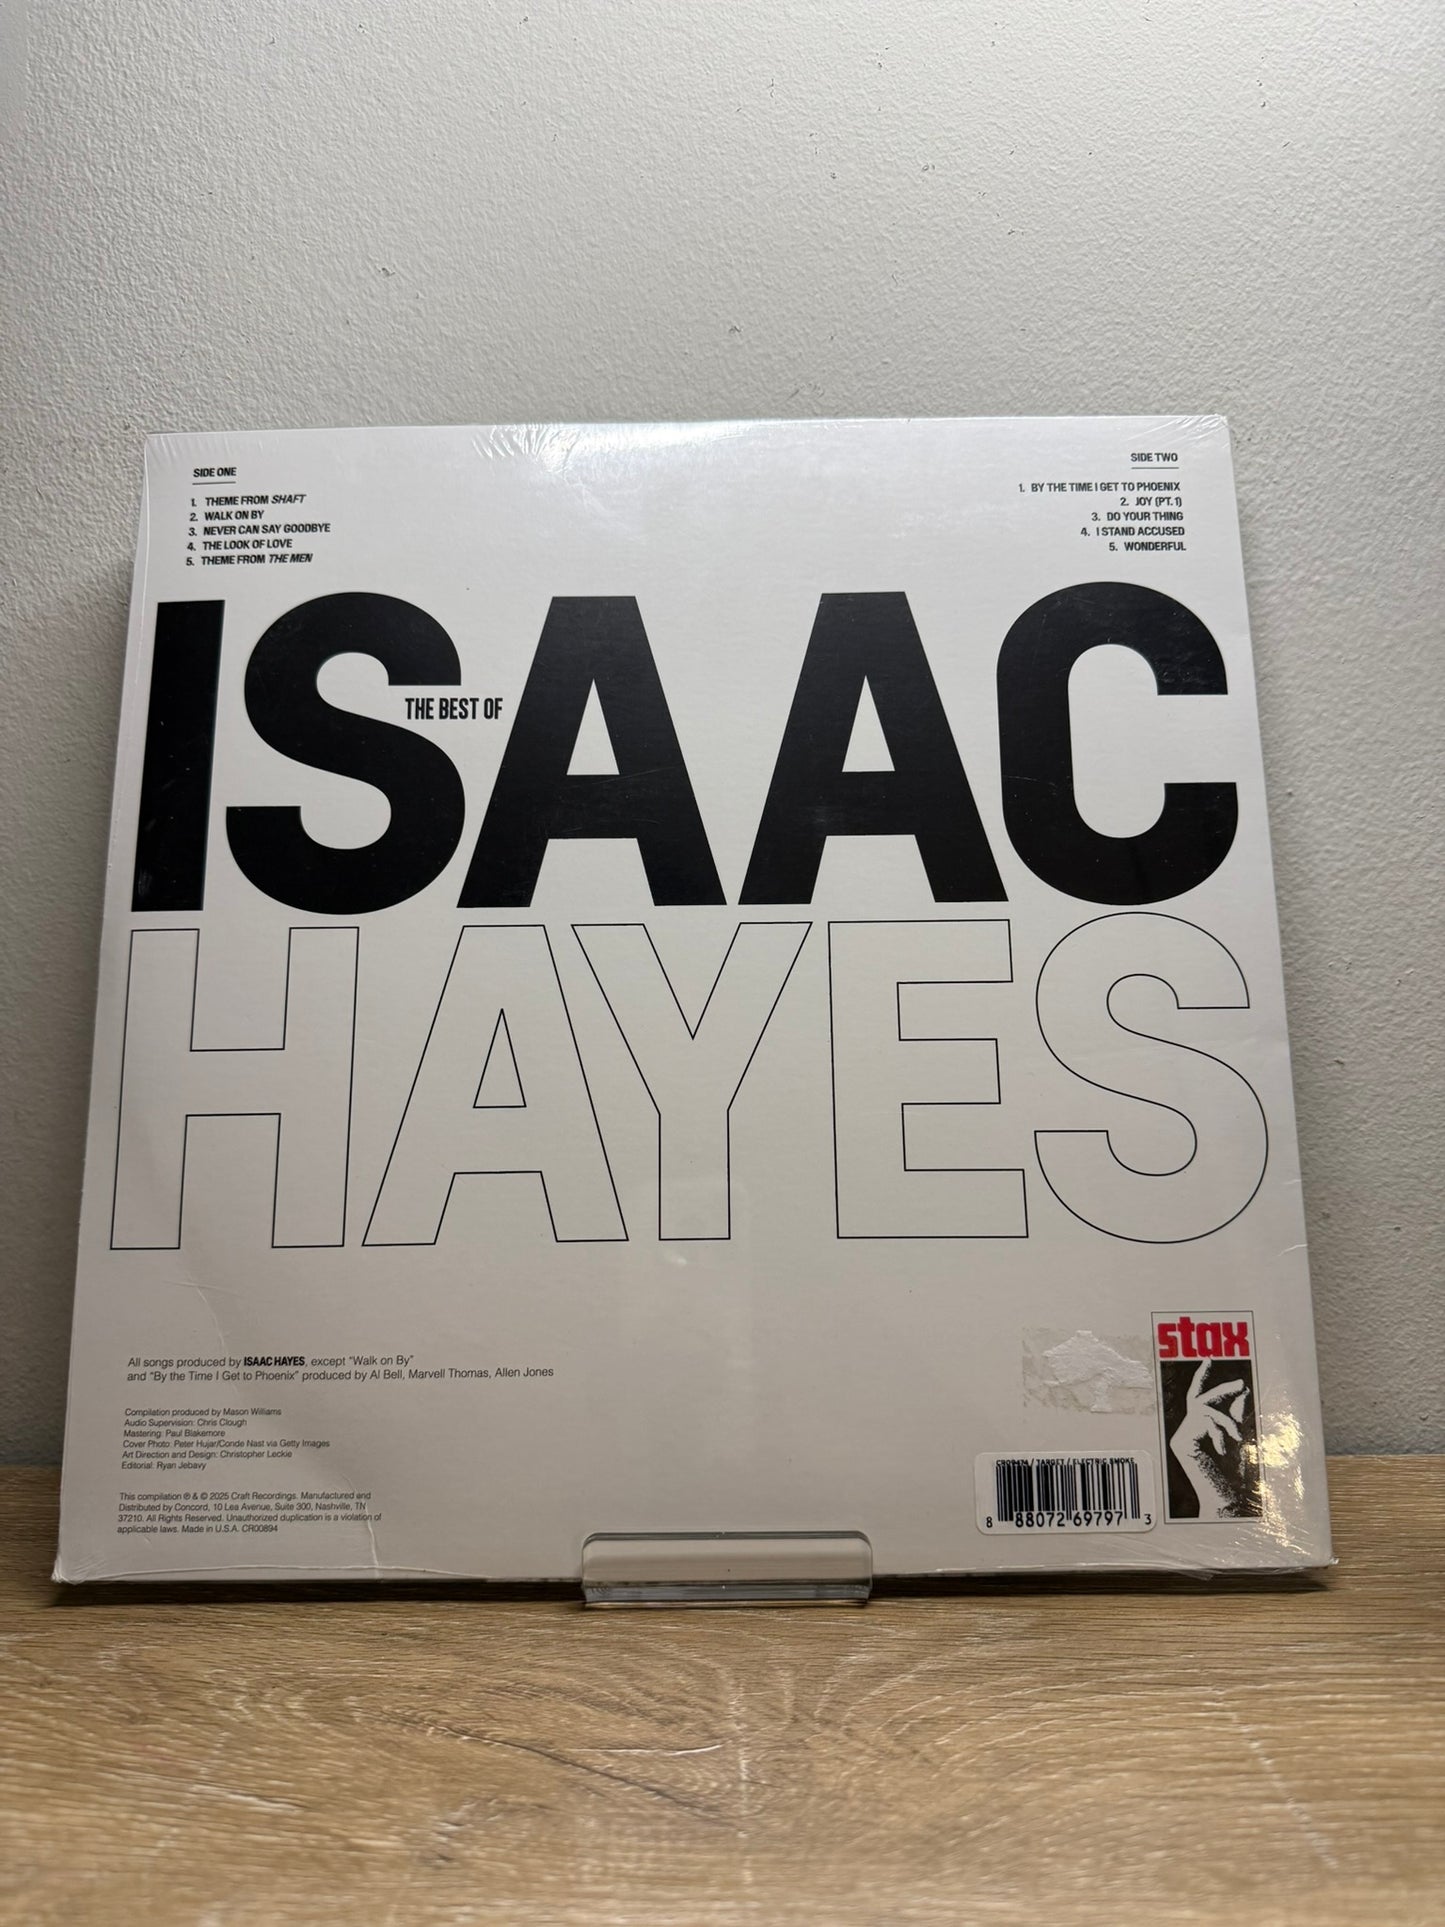 SIDE ONE
1. THEME FROM SHAFT
2. WALK ON BY
3. NEVER CAN SAY GOODBYE
4. THE LOOK OF LOVE
5. THEME FROM THE MEN
SIDE TWO
1. BY THE TIME I GET TO PHOENIX
2. JOY (PT. 1)
3. DO YOUR THING
4. I STAND ACCUSED
5. WONDERFUL
THE BEST OF
ISAAC
HAYES
All songs produced by ISAAC HAYES, except “Walk on By”
and “By the Time I Get to Phoenix” produced by Al Bell, Marvell Thomas, Allen Jones
Compilation produced by Mason Williams
Audio Supervision: Chris Clough
Mastering: Paul Blakemore
Cover Photo: Peter Hujar/Conde Nast via Getty Images
Art Direction and Design: Christopher Leckie
Editorial: Ryan Jebavy
This compilation ℗ & © 2025 Craft Recordings. Manufactured and
Distributed by Concord, 10 Lea Avenue, Suite 300, Nashville, TN
37210. All Rights Reserved. Unauthorized duplication is a violation of
applicable laws. Made in U.S.A. CR00894
stax
/ TARGET / ELECTRIC SMOKE
8 88072 69797 3